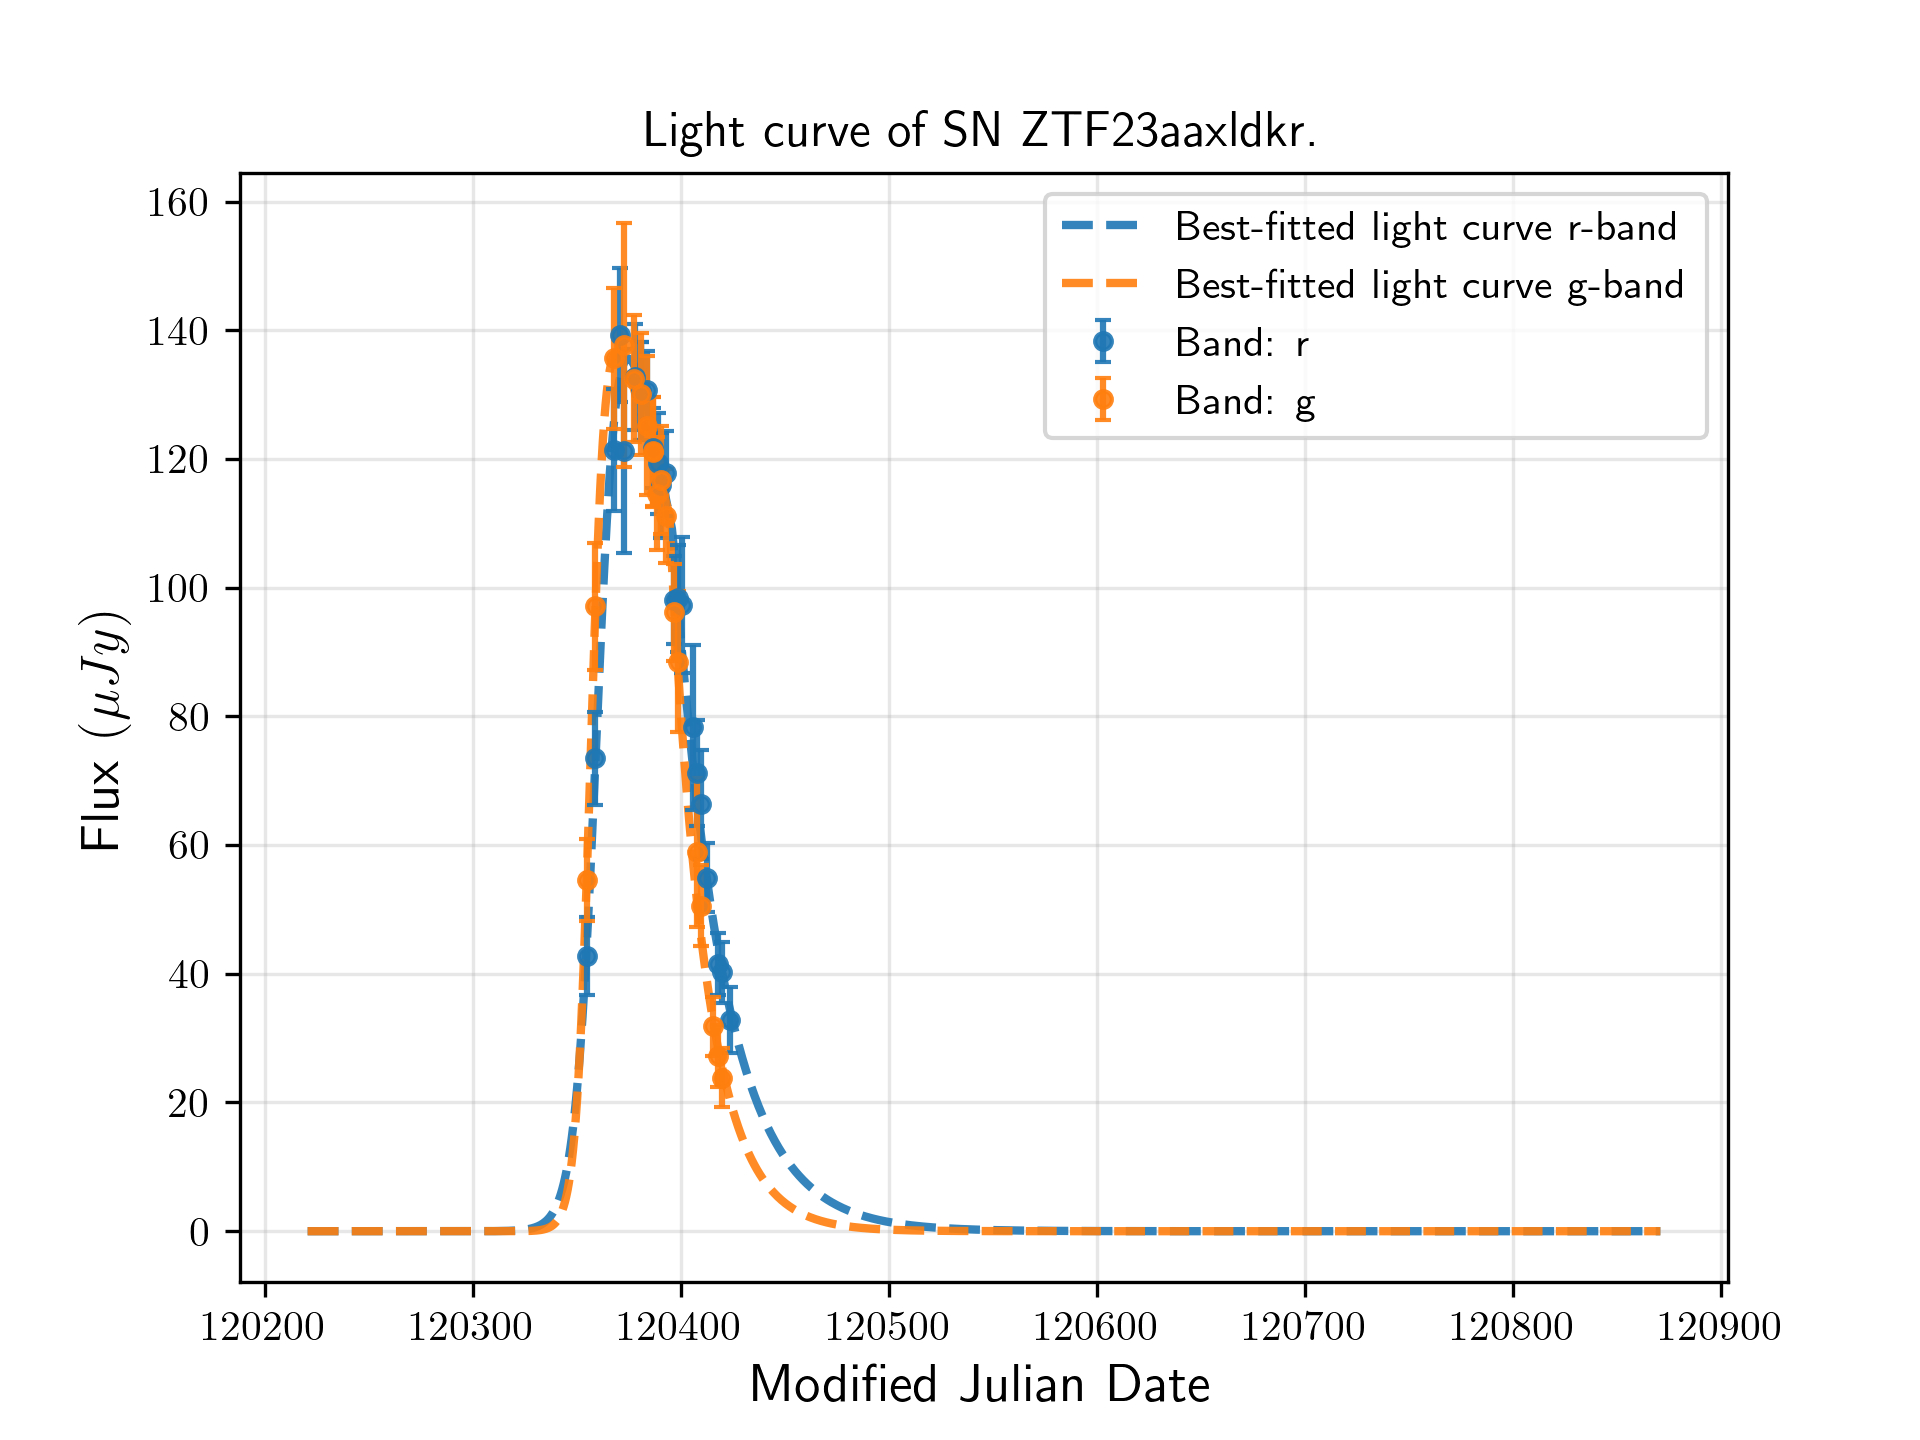 Light curve of SN ZTF23aaxldkr.
160
140
120
100
80
60
40
20
0
Flux (μJy)
Best-fitted light curve r-band
Best-fitted light curve g-band
Band: r
Band: g
120200 120300 120400 120500 120600 120700 120800 120900
Modified Julian Date